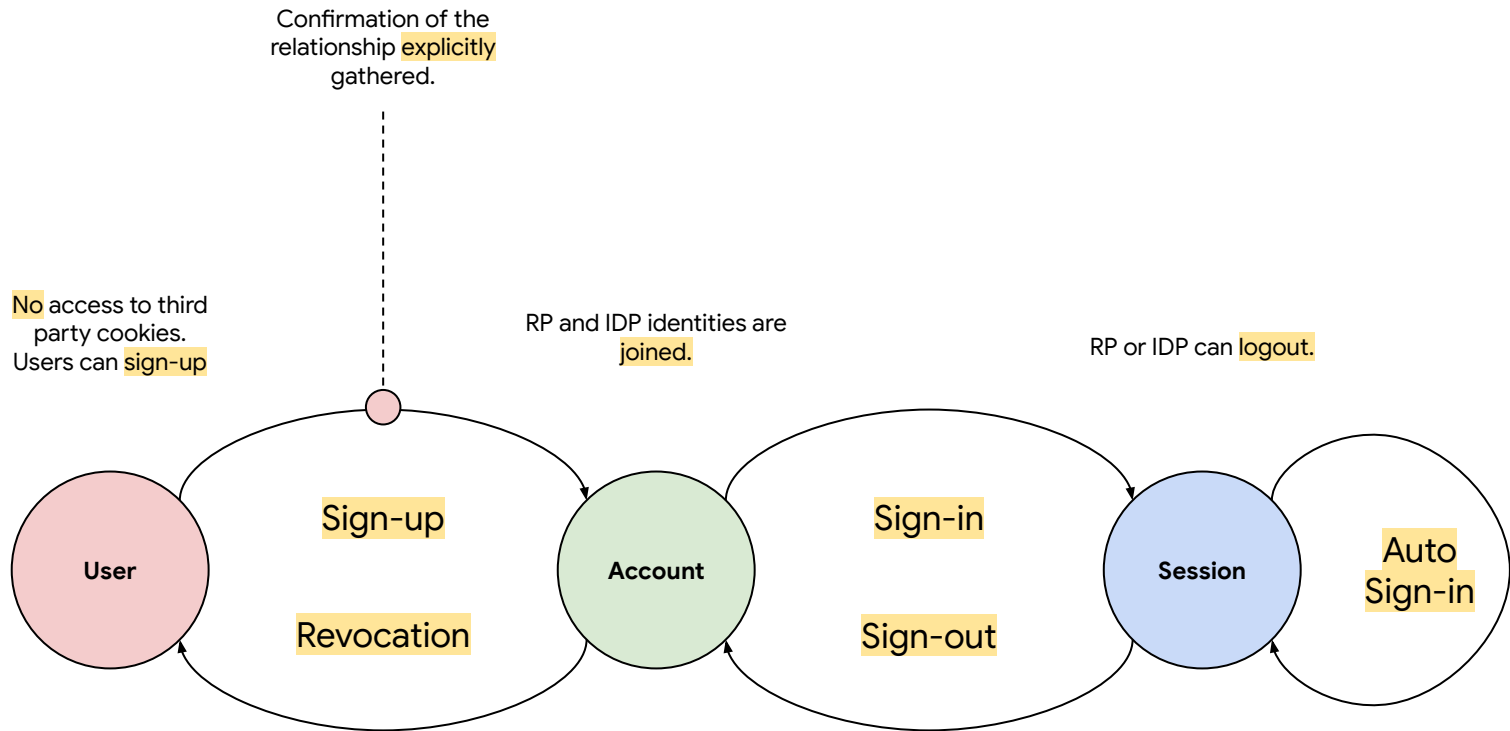 Confirmation of the
relationship explicitly
gathered.
No access to third
party cookies.
Users can sign-up
RP and IDP identities are
joined.
RP or IDP can logout.
Sign-up
Sign-in
User
Account
Session
Auto
Sign-in
Revocation
Sign-out